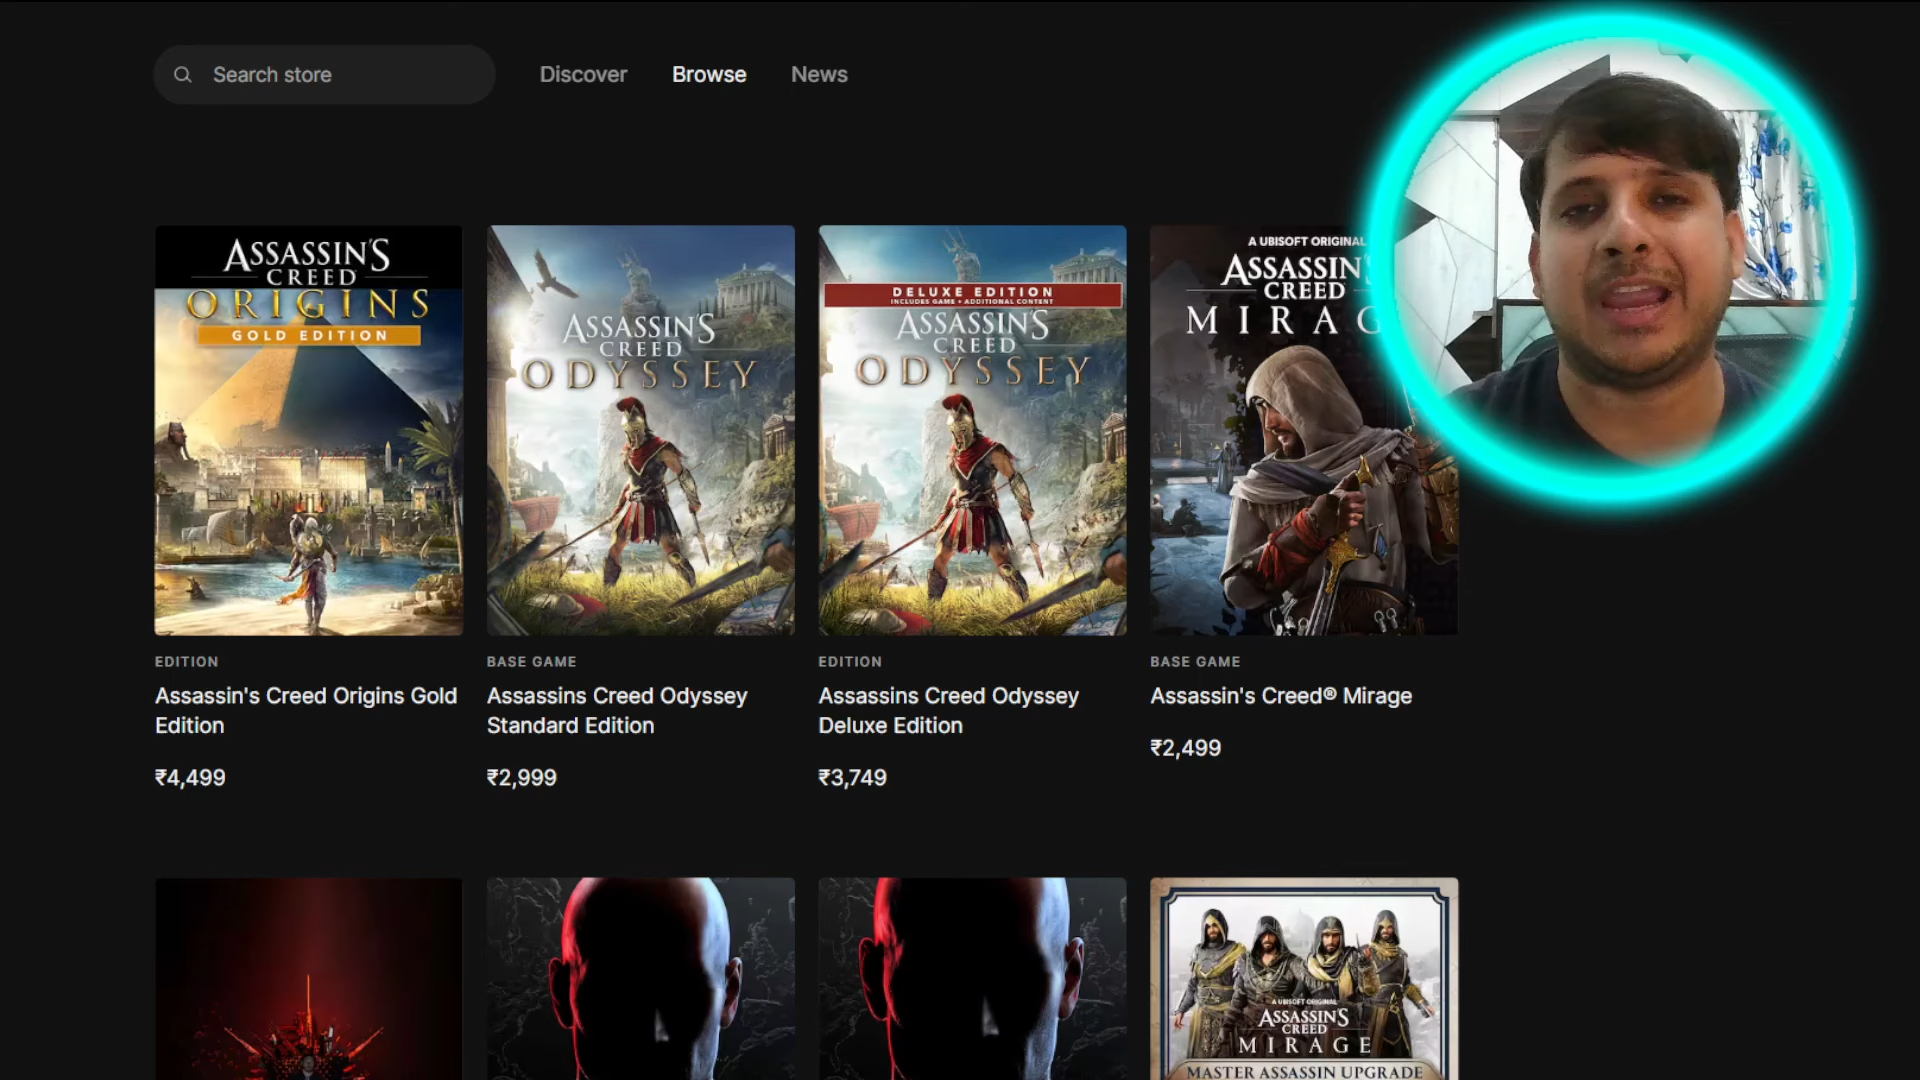 Search store
Discover
Browse
News
ASSASSIN'S
CREED
ORIGINS
GOLD EDITION
ASSASSIN'S
CREED
ODYSSEY
DELUXE EDITION
INCLUDES GAME + ADDITIONAL CONTENT
ASSASSIN'S
CREED
ODYSSEY
A UBISOFT ORIGINAL
ASSASSIN'
CREED
MIRAG
EDITION
Assassin's Creed Origins Gold
Edition
₹4,499
BASE GAME
Assassins Creed Odyssey
Standard Edition
₹2,999
EDITION
Assassins Creed Odyssey
Deluxe Edition
₹3,749
BASE GAME
Assassin's Creed® Mirage
₹2,499
A UBISOFT ORIGINAL
ASSASSIN'S
CREED
MIRAGE
MASTER ASSASSIN UPGRADE